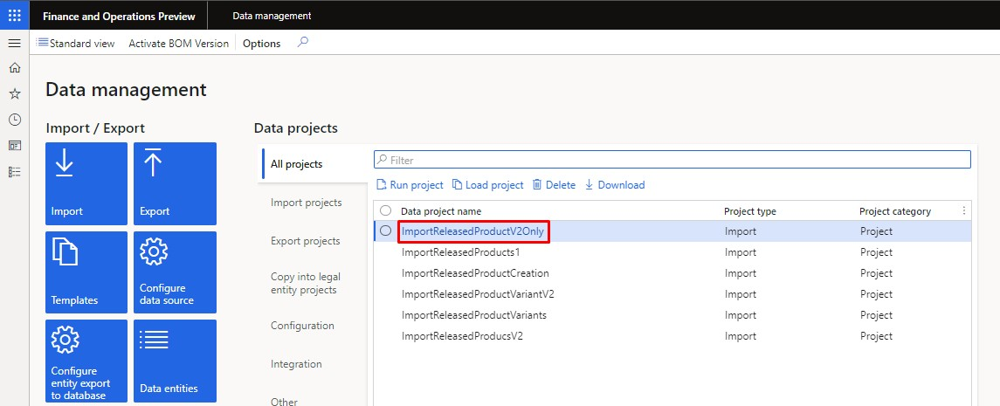 Finance and Operations Preview
Data management
Standard view
Activate BOM Version
Options
Data management
Import / Export
Import
Export
Templates
Configure
data source
Configure
entity export
to database
Data entities
Data projects
All projects
Import projects
Export projects
Copy into legal
entity projects
Configuration
Integration
Other
Filter
Run project
Load project
Delete
Download
Data project name Project type Project category
ImportReleasedProductV2Only Import Project
ImportReleasedProducts1 Import Project
ImportReleasedProductCreation Import Project
ImportReleasedProductVariantV2 Import Project
ImportReleasedProductVariants Import Project
ImportReleasedProducsV2 Import Project